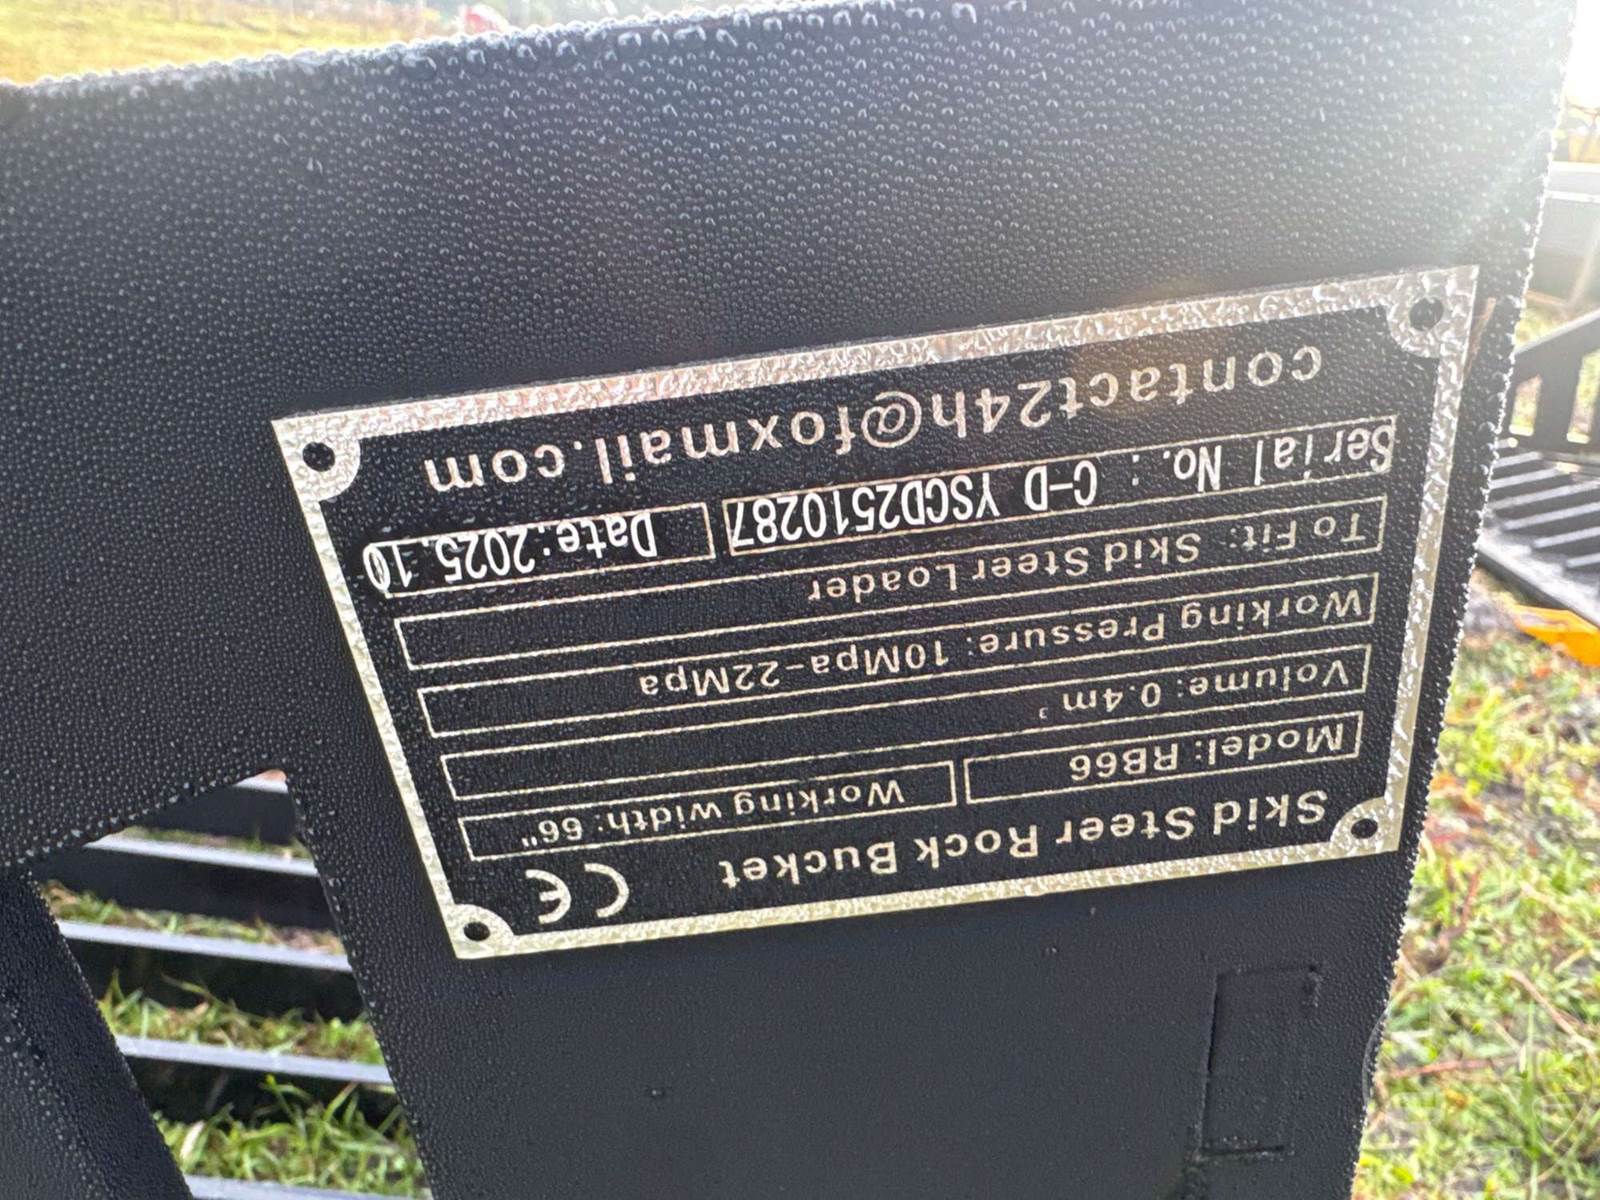 Skid Steer Rock Bucket CE
Model: RB66 Working width: 66"
Volume: 0.4m³
Working Pressure: 10Mpa-22Mpa
To Fit: Skid Steer Loader
Serial No.: C-D YSCD2510287 Date:2025.10
contact24h@foxmail.com